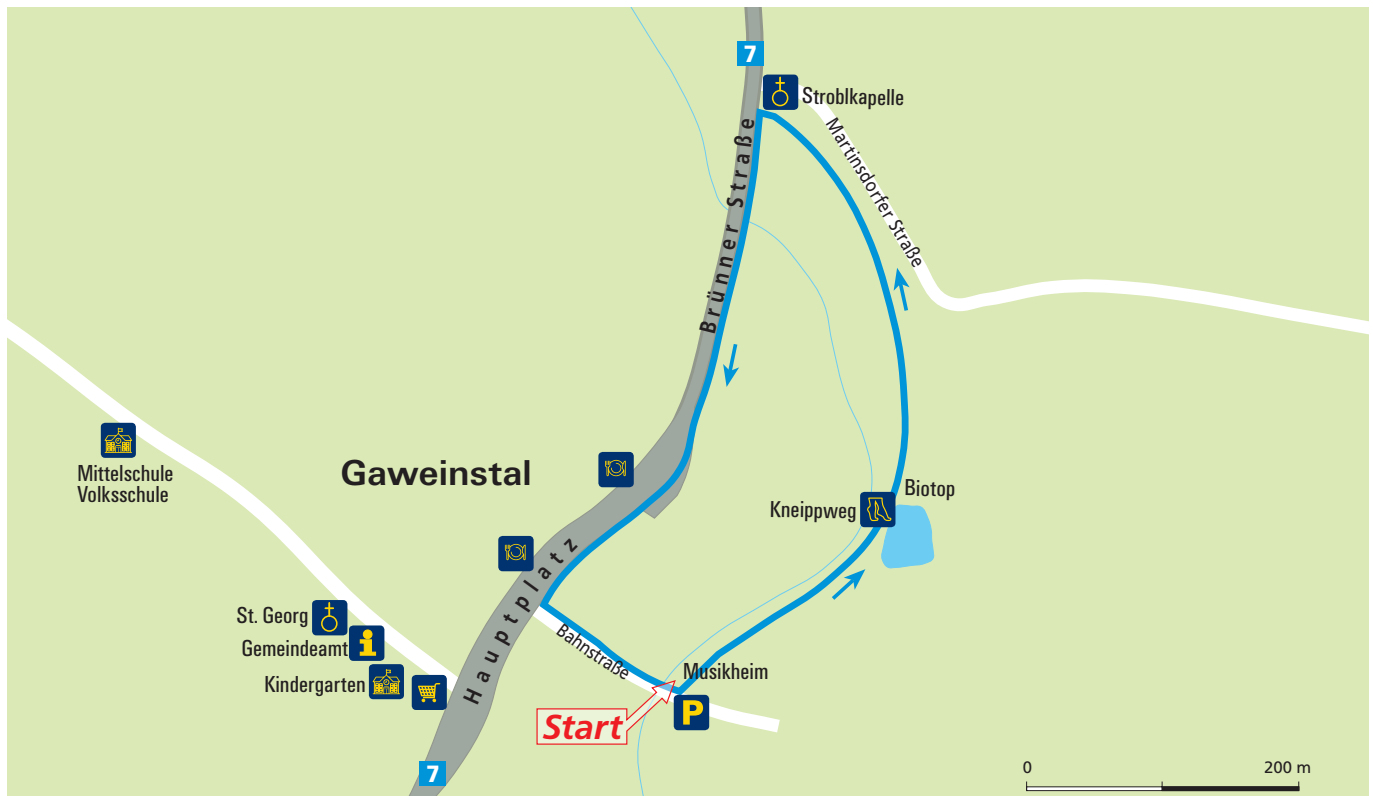 7
Stroblkapelle
Martinsdorfer Straße
Brünner Straße
Mittelschule
Volksschule
Gaweinstal
Biotop
Kneippweg
Hauptplatz
St. Georg
Gemeindeamt
Kindergarten
Bahnstraße
Musikheim
P
Start
7
0 200 m